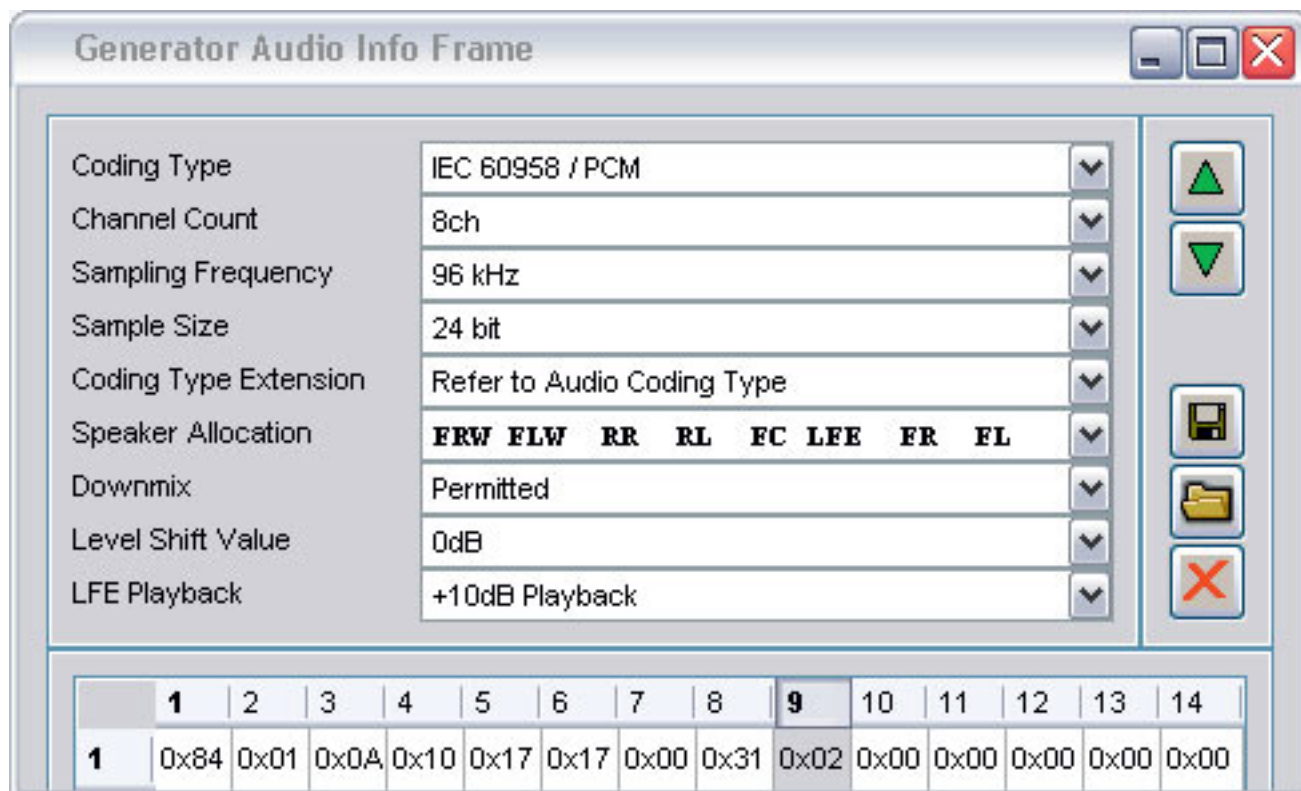 Generator Audio Info Frame
Coding Type IEC 60958 / PCM
Channel Count 8ch
Sampling Frequency 96 kHz
Sample Size 24 bit
Coding Type Extension Refer to Audio Coding Type
Speaker Allocation FRW FLW RR RL FC LFE FR FL
Downmix Permitted
Level Shift Value 0dB
LFE Playback +10dB Playback
1 2 3 4 5 6 7 8 9 10 11 12 13 14
1 0x84 0x01 0x0A 0x10 0x17 0x17 0x00 0x31 0x02 0x00 0x00 0x00 0x00 0x00